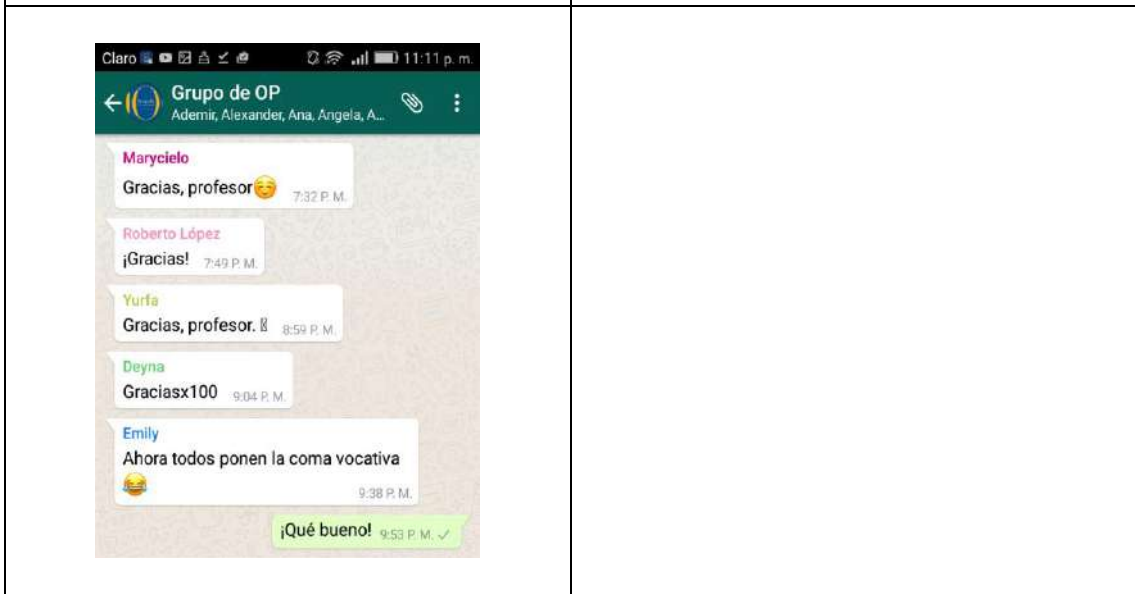 Claro 11:11 p. m.
Grupo de OP
Ademir, Alexander, Ana, Angela, A...
Marycielo
Gracias, profesor☺️ 7:32 P. M.
Roberto López
¡Gracias! 7:49 P. M.
Yurfa
Gracias, profesor. 8:59 P. M.
Deyna
Graciasx100 9:04 P. M.
Emily
Ahora todos ponen la coma vocativa
😂 9:38 P. M.
¡Qué bueno! 9:53 P. M. ✓